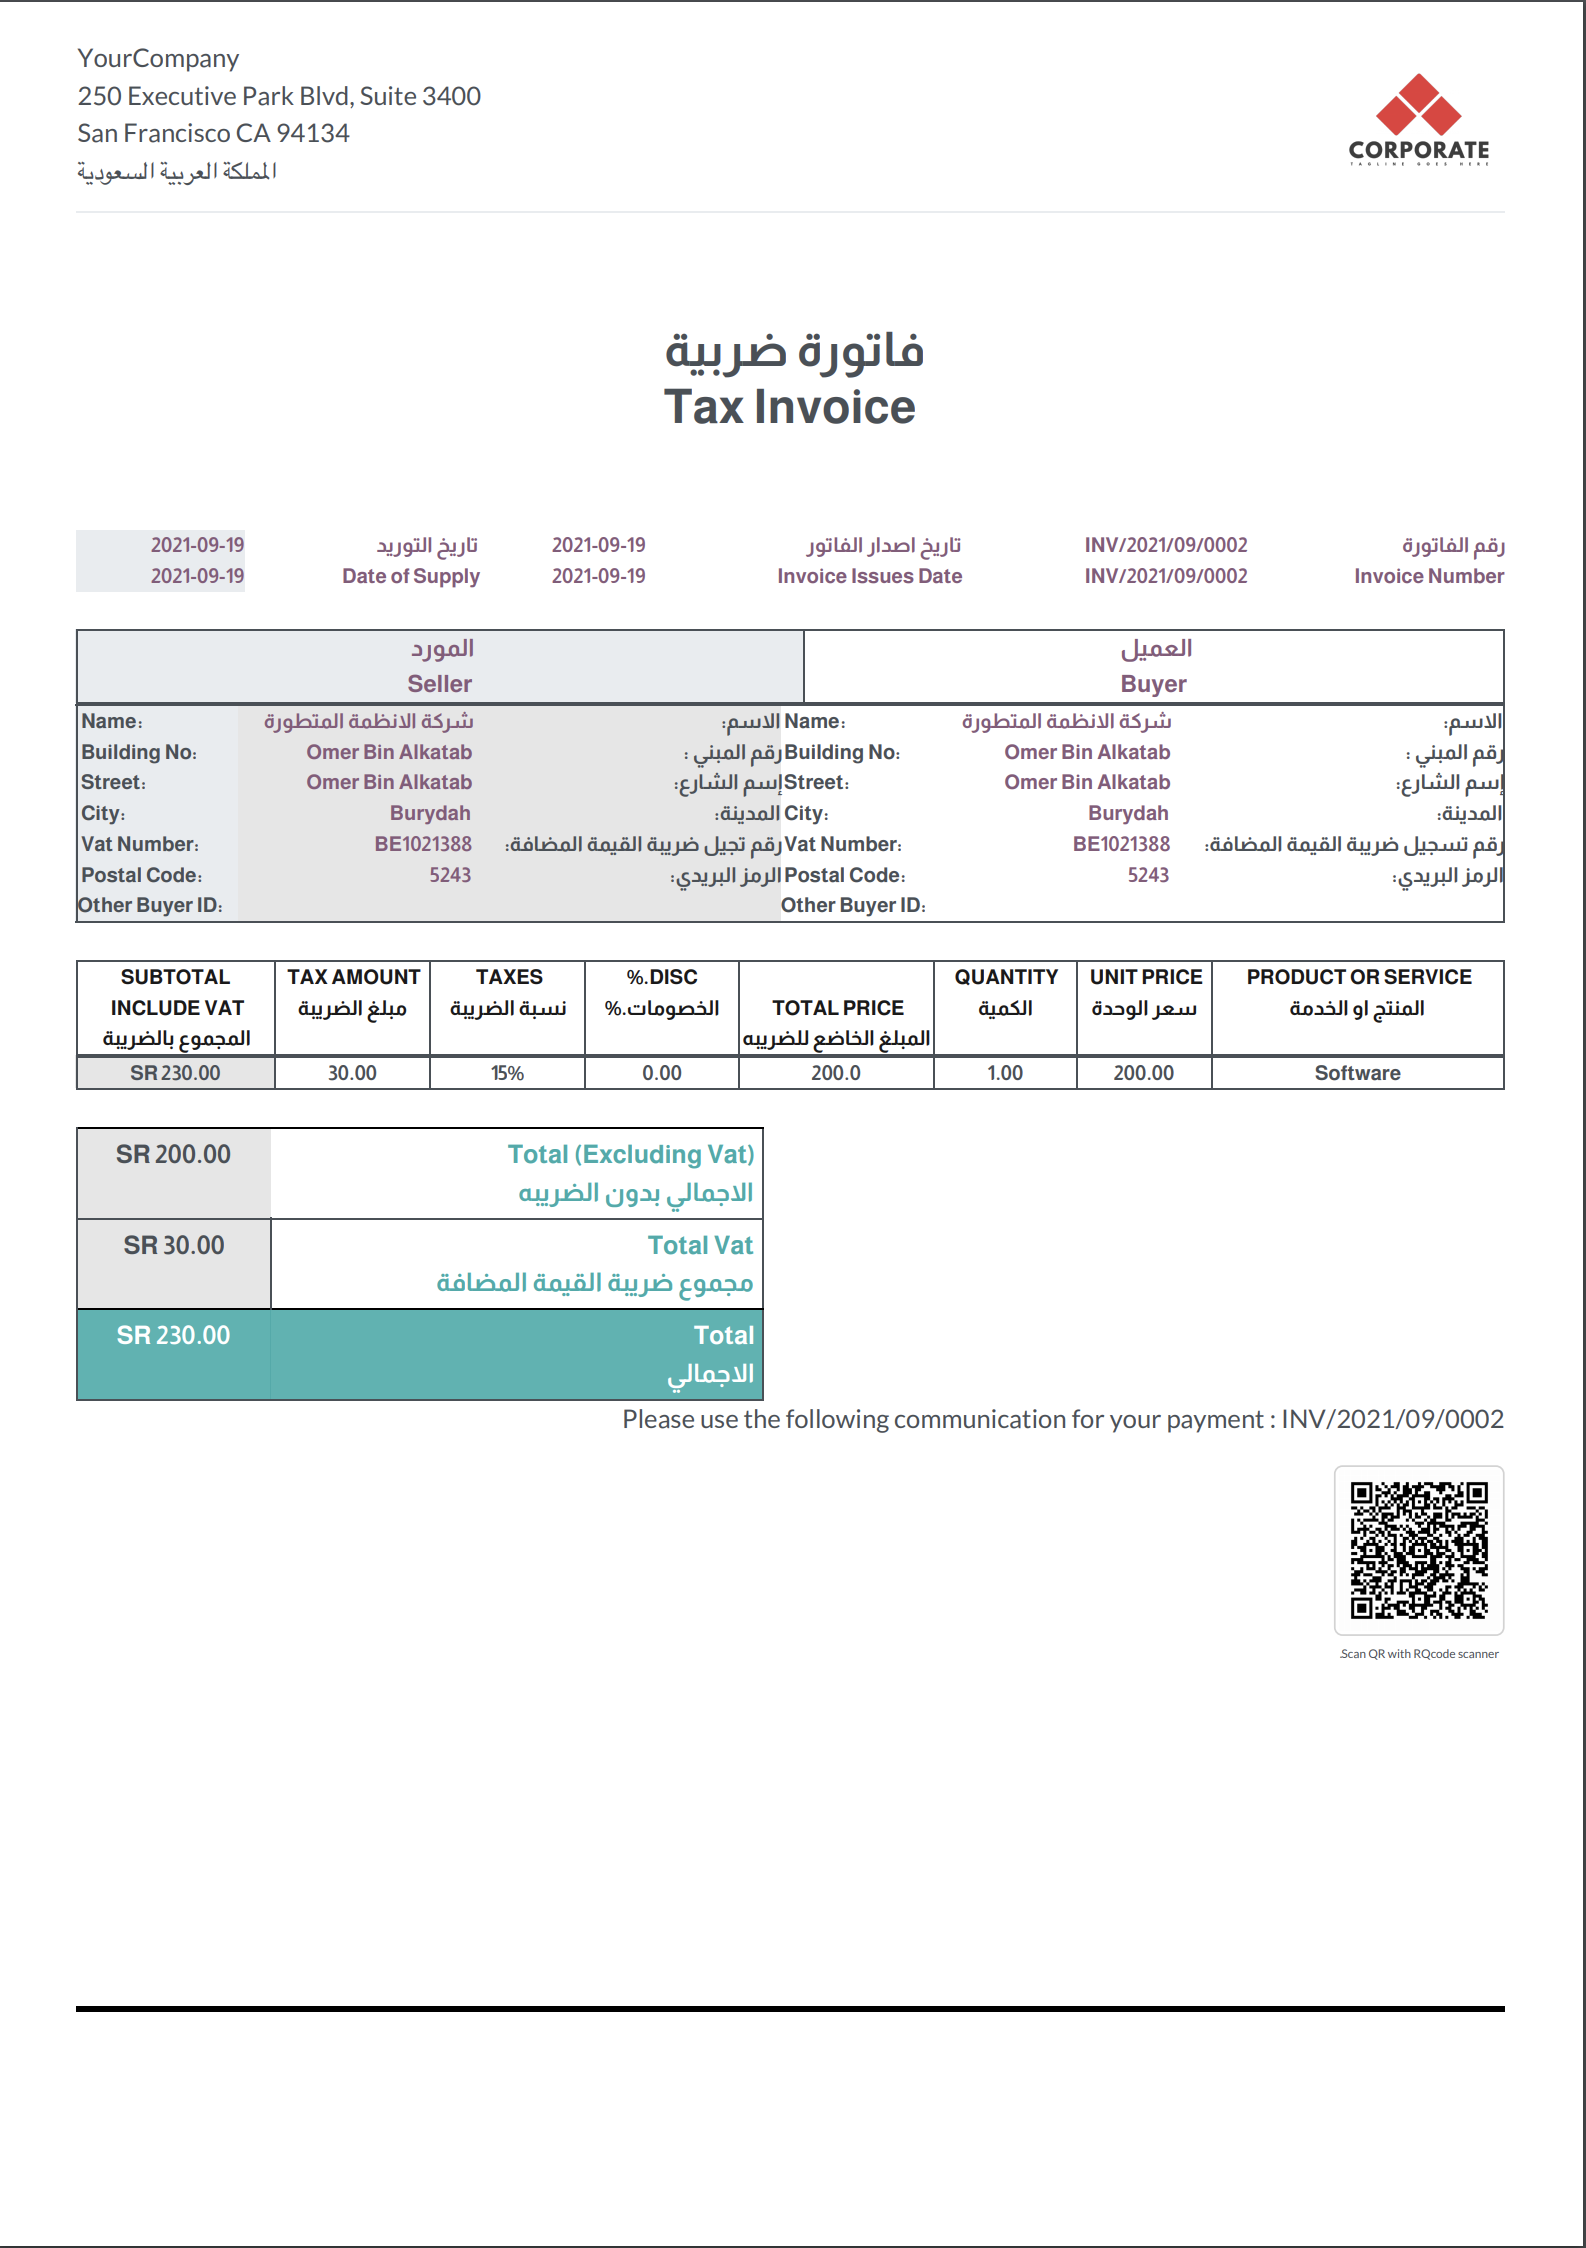 YourCompany
250 Executive Park Blvd, Suite 3400
San Francisco CA 94134
المملكة العربية السعودية
CORPORATE
TAGLINE GOES HERE
فاتورة ضريبية
Tax Invoice
رقم الفاتورة INV/2021/09/0002 تاريخ اصدار الفاتور 2021-09-19 تاريخ التوريد 2021-09-19
Invoice Number INV/2021/09/0002 Invoice Issues Date 2021-09-19 Date of Supply 2021-09-19
المورد العميل
Seller Buyer
Name: شركة الانظمة المتطورة الاسم: Name: شركة الانظمة المتطورة الاسم:
Building No: Omer Bin Alkatab رقم المبني : Building No: Omer Bin Alkatab رقم المبني :
Street: Omer Bin Alkatab إسم الشارع: Street: Omer Bin Alkatab إسم الشارع:
City: Burydah المدينة: City: Burydah المدينة:
Vat Number: BE1021388 رقم تجيل ضريبة القيمة المضافة: Vat Number: BE1021388 رقم تسجيل ضريبة القيمة المضافة:
Postal Code: 5243 الرمز البريدي: Postal Code: 5243 الرمز البريدي:
Other Buyer ID: Other Buyer ID:
SUBTOTAL TAX AMOUNT TAXES %.DISC QUANTITY UNIT PRICE PRODUCT OR SERVICE
INCLUDE VAT مبلغ الضريبة نسبة الضريبة الخصومات.% TOTAL PRICE الكمية سعر الوحدة المنتج او الخدمة
المجموع بالضريبة المبلغ الخاضع للضريبه
SR 230.00 30.00 15% 0.00 200.0 1.00 200.00 Software
SR 200.00 Total (Excluding Vat)
الاجمالي بدون الضريبه
SR 30.00 Total Vat
مجموع ضريبة القيمة المضافة
SR 230.00 Total
الاجمالي
Please use the following communication for your payment : INV/2021/09/0002
.Scan QR with RQcode scanner